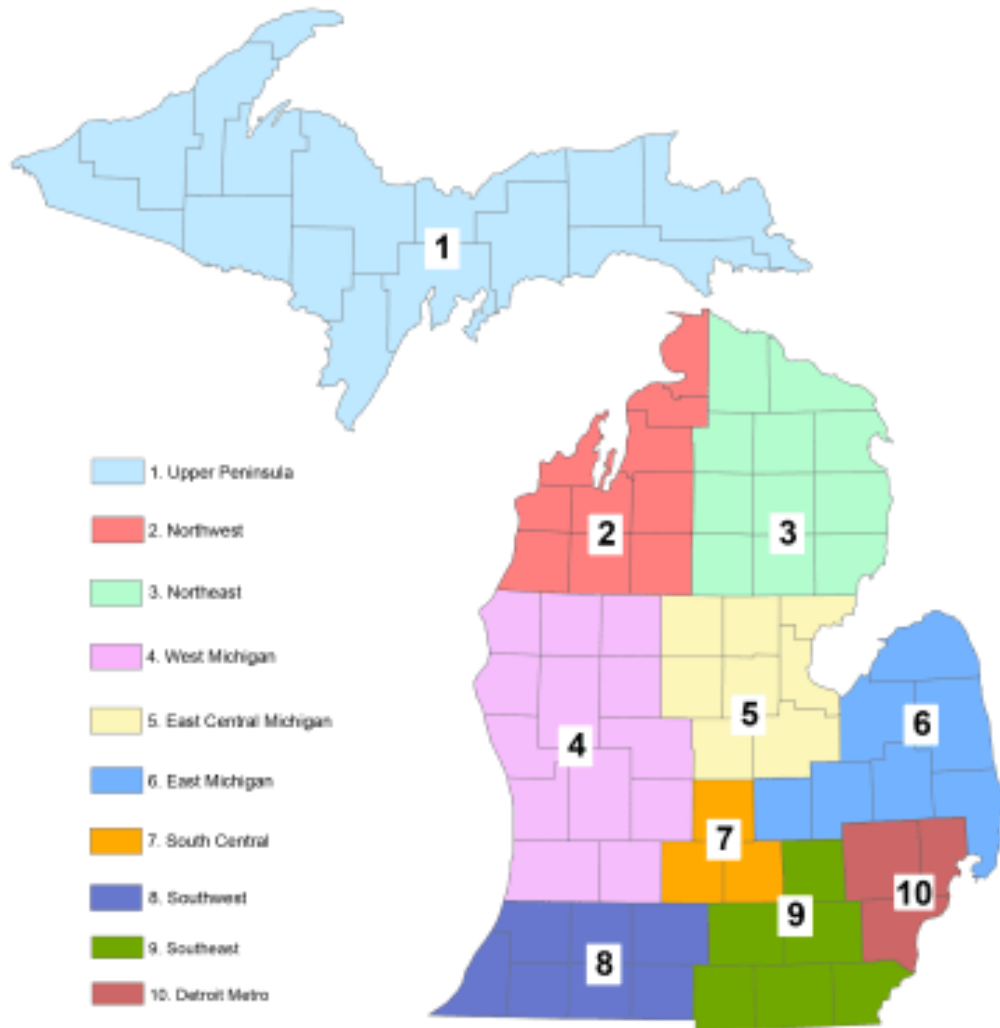 1
1. Upper Peninsula
2. Northwest
2
3
3. Northeast
4. West Michigan
5. East Central Michigan
5
6
4
6. East Michigan
7. South Central
7
8. Southwest
10
9
9. Southeast
8
10. Detroit Metro